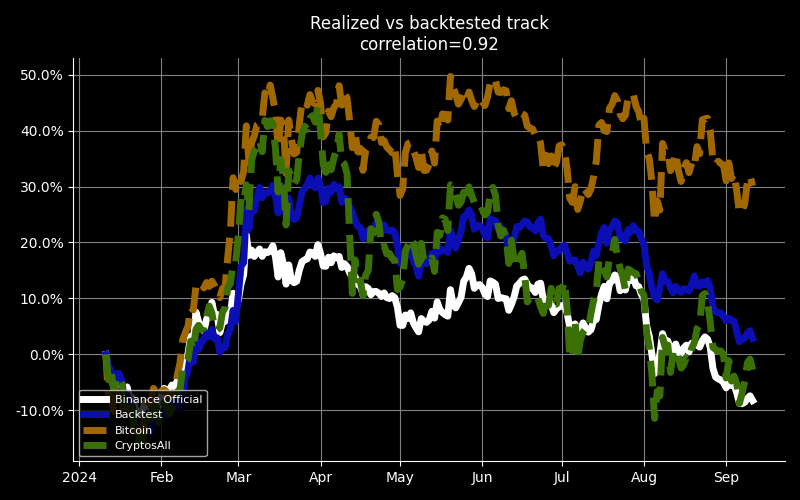 Realized vs backtested track
correlation=0.92
50.0%
40.0%
30.0%
20.0%
10.0%
0.0%
-10.0%
Binance Official
Backtest
Bitcoin
CryptosAll
2024 Feb Mar Apr May Jun Jul Aug Sep